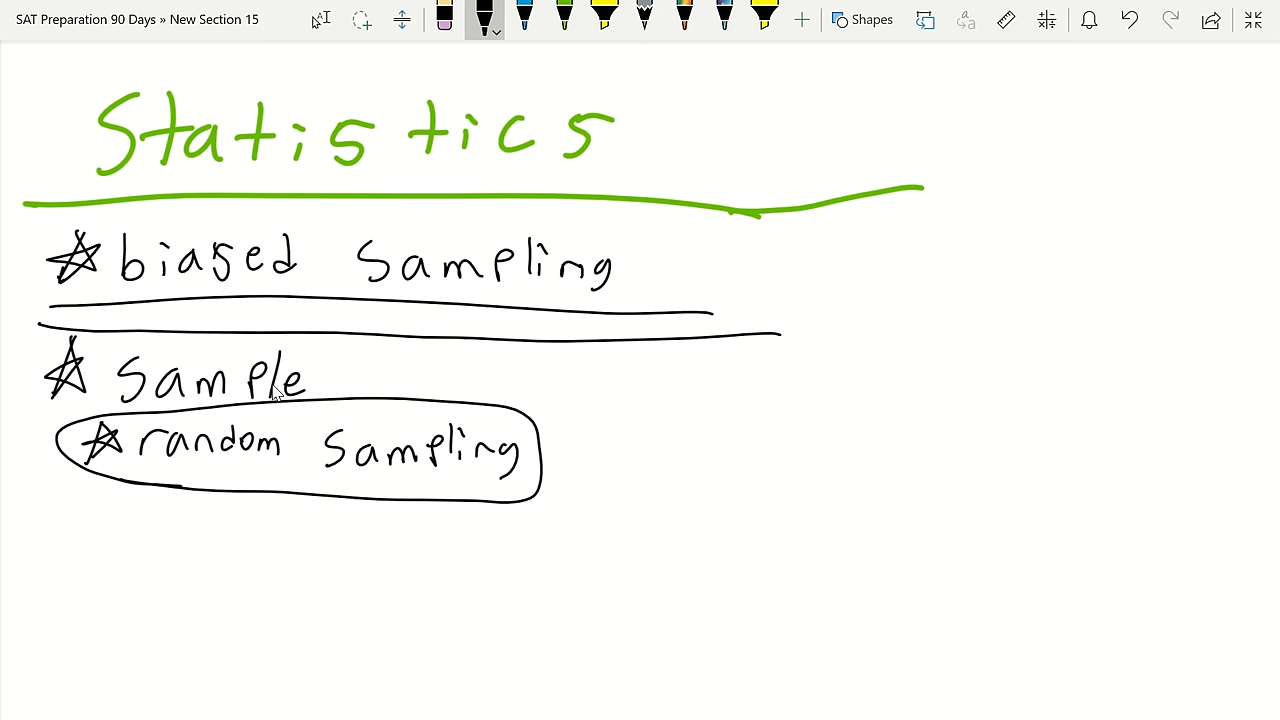 SAT Preparation 90 Days » New Section 15
Shapes
Statistics
biased sampling
Sample
random sampling